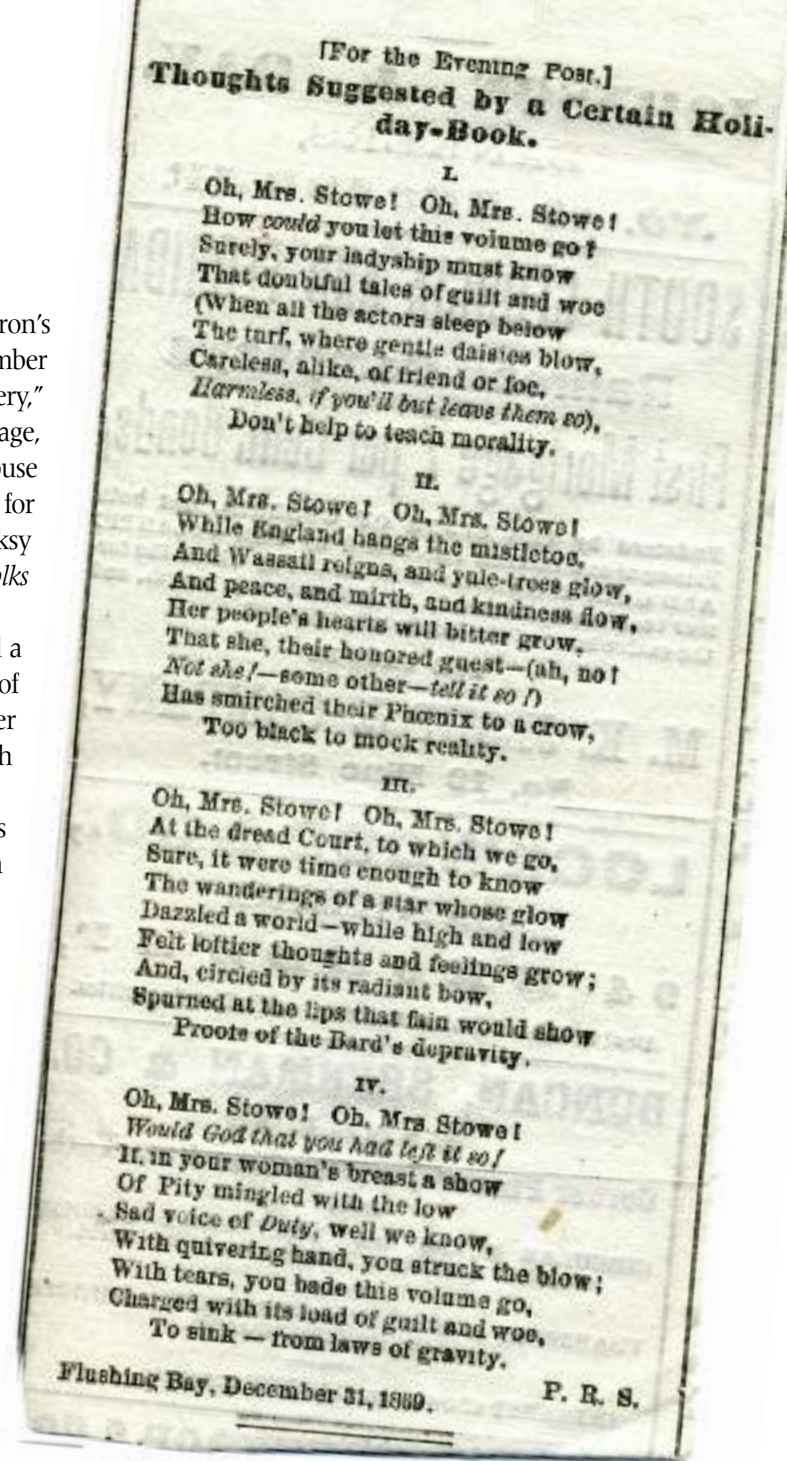 [For the Evening Post.]
Thoughts Suggested by a Certain Holi-
day-Book.
I.
Oh, Mrs. Stowe! Oh, Mrs. Stowe!
How could you let this volume go?
Surely, your ladyship must know
That doubtful tales of guilt and woe
(When all the actors sleep below
The turf, where gentle daisies blow,
Careless, alike, of friend or foe,
Harmless, if you'll but leave them so),
Don't help to teach morality.
II.
Oh, Mrs. Stowe! Oh, Mrs. Stowe!
While England hangs the mistletoe,
And Wassail reigns, and yule-trees glow,
And peace, and mirth, and kindness flow,
Her people's hearts will bitter grow,
That she, their honored guest—(ah, no!
Not she!—some other—tell it so!)
Has smirched their Phœnix to a crow,
Too black to mock reality.
III.
Oh, Mrs. Stowe! Oh, Mrs. Stowe!
At the dread Court, to which we go,
Sure, it were time enough to know
The wanderings of a star whose glow
Dazzled a world—while high and low
Felt loftier thoughts and feelings grow;
And, circled by its radiant bow,
Spurned at the lips that fain would show
Proofs of the Bard's depravity.
IV.
Oh, Mrs. Stowe! Oh, Mrs Stowe!
Would God that you had left it so!
If, in your woman's breast a show
Of Pity mingled with the low
Sad voice of Duty, well we know,
With quivering hand, you struck the blow;
With tears, you bade this volume go,
Charged with its load of guilt and woe,
To sink — from laws of gravity.
P. R. S.
Flushing Bay, December 31, 1869.
ron's
mber
ery,"
age,
ouse
for
ksy
olks
a
of
er
h
s